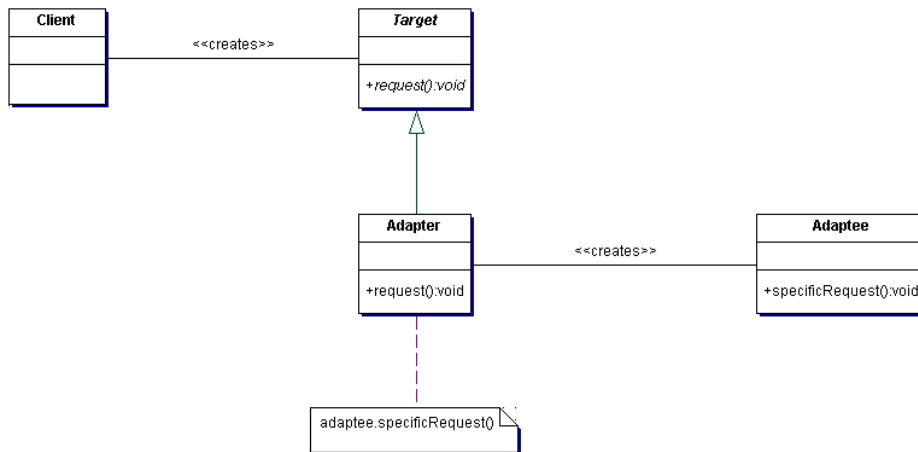 Client
Target
<<creates>>
+request():void
Adapter
Adaptee
<<creates>>
+request():void
+specificRequest():void
adaptee.specificRequest()